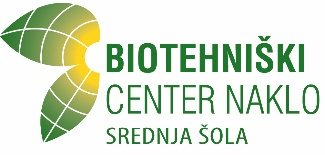 BIOTEHNIŠKI
CENTER NAKLO
SREDNJA ŠOLA